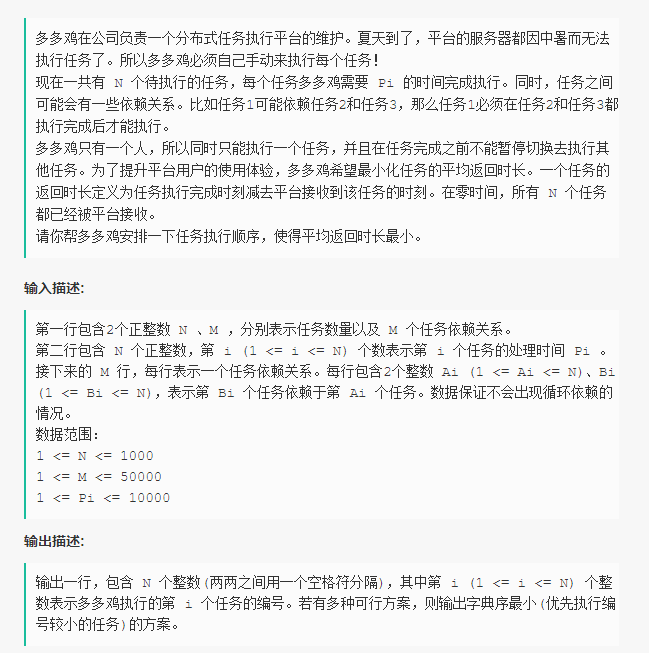 多多鸡在公司负责一个分布式任务执行平台的维护。夏天到了，平台的服务器都因中暑而无法
执行任务了。所以多多鸡必须自己手动来执行每个任务!
现在一共有 N 个待执行的任务，每个任务多多鸡需要 Pi 的时间完成执行。同时，任务之间
可能会有一些依赖关系。比如任务1可能依赖任务2和任务3，那么任务1必须在任务2和任务3都
执行完成后才能执行。
多多鸡只有一个人，所以同时只能执行一个任务，并且在任务完成之前不能暂停切换去执行其
他任务。为了提升平台用户的使用体验，多多鸡希望最小化任务的平均返回时长。一个任务的
返回时长定义为任务执行完成时刻减去平台接收到该任务的时刻。在零时间，所有 N 个任务
都已经被平台接收。
请你帮多多鸡安排一下任务执行顺序，使得平均返回时长最小。
输入描述:
第一行包含2个正整数 N 、M ，分别表示任务数量以及 M 个任务依赖关系。
第二行包含 N 个正整数，第 i (1 <= i <= N) 个数表示第 i 个任务的处理时间 Pi 。
接下来的 M 行，每行表示一个任务依赖关系。每行包含2个整数 Ai (1 <= Ai <= N)、Bi
(1 <= Bi <= N)，表示第 Bi 个任务依赖于第 Ai 个任务。数据保证不会出现循环依赖的
情况。
数据范围：
1 <= N <= 1000
1 <= M <= 50000
1 <= Pi <= 10000
输出描述:
输出一行，包含 N 个整数(两两之间用一个空格符分隔)，其中第 i (1 <= i <= N) 个整
数表示多多鸡执行的第 i 个任务的编号。若有多种可行方案，则输出字典序最小(优先执行编
号较小的任务)的方案。